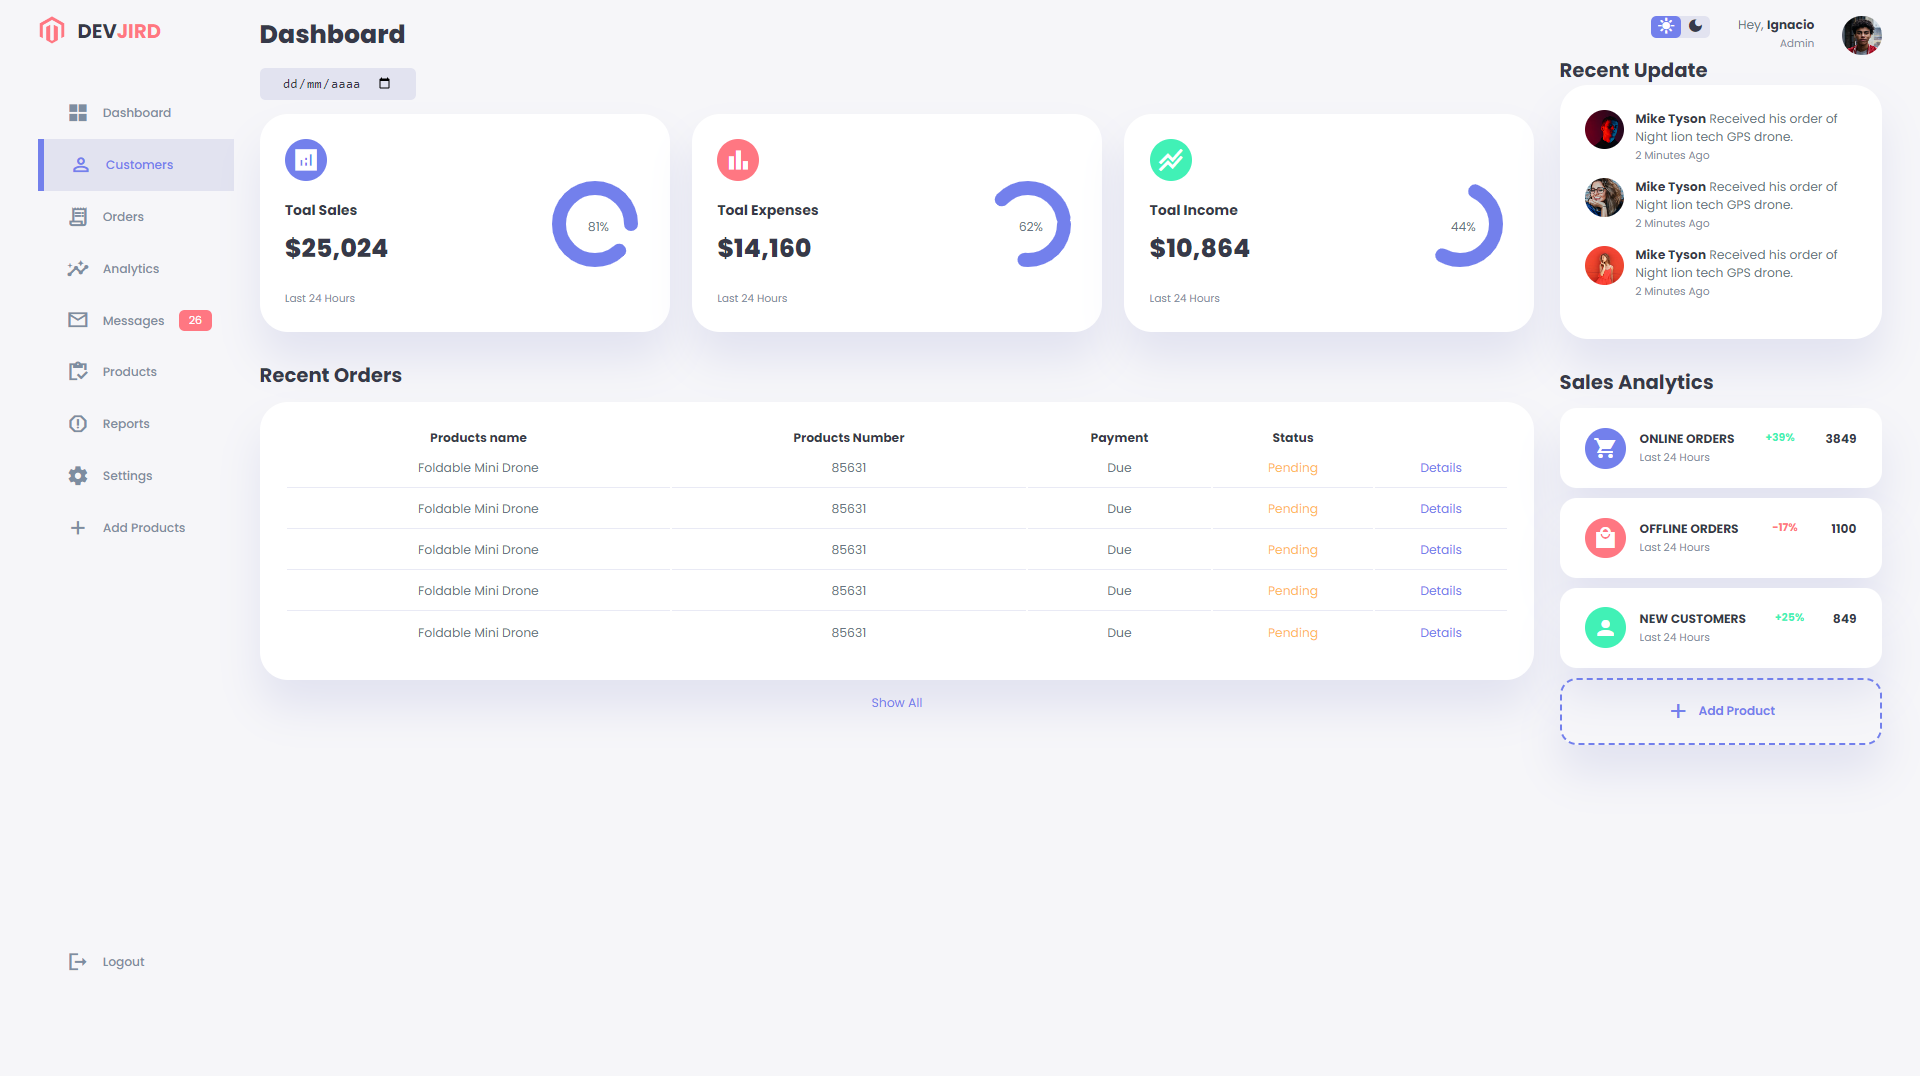 DEVJIRD
Dashboard
Customers
Orders
Analytics
Messages 26
Products
Reports
Settings
Add Products
Logout
Dashboard
dd/mm/aaaa
Toal Sales
$25,024
81%
Last 24 Hours
Toal Expenses
$14,160
62%
Last 24 Hours
Toal Income
$10,864
44%
Last 24 Hours
Recent Orders
Products name Products Number Payment Status
Foldable Mini Drone 85631 Due Pending Details
Foldable Mini Drone 85631 Due Pending Details
Foldable Mini Drone 85631 Due Pending Details
Foldable Mini Drone 85631 Due Pending Details
Foldable Mini Drone 85631 Due Pending Details
Show All
Hey, Ignacio
Admin
Recent Update
Mike Tyson Received his order of
Night lion tech GPS drone.
2 Minutes Ago
Mike Tyson Received his order of
Night lion tech GPS drone.
2 Minutes Ago
Mike Tyson Received his order of
Night lion tech GPS drone.
2 Minutes Ago
Sales Analytics
ONLINE ORDERS +39% 3849
Last 24 Hours
OFFLINE ORDERS -17% 1100
Last 24 Hours
NEW CUSTOMERS +25% 849
Last 24 Hours
Add Product